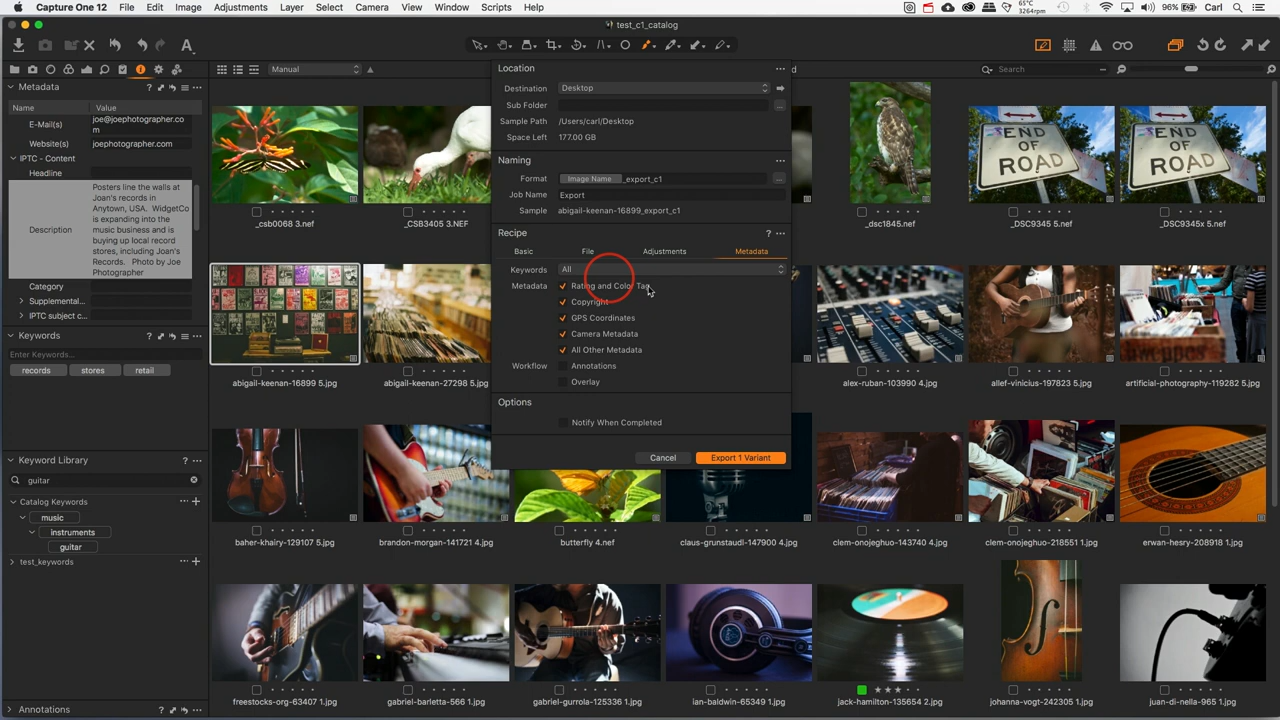 Capture One 12 File Edit Image Adjustments Layer Select Camera View Window Scripts Help 65°C 3264rpm 96% Carl
test_c1_catalog
Manual
Search
Metadata
Name Value
E-Mail(s) joe@joephotographer.co
m
Website(s) joephotographer.com
IPTC - Content
Headline
Description
Posters line the walls at
Joan's records in
Anytown, USA. WidgetCo
is expanding into the
music business and is
buying up local record
stores, including Joan's
Records. Photo by Joe
Photographer
Category
Supplemental...
IPTC subject c...
Keywords
Enter Keywords...
records stores retail
Keyword Library
guitar
Catalog Keywords
music
instruments
guitar
test_keywords
Annotations
Location
Destination Desktop
Sub Folder
Sample Path /Users/carl/Desktop
Space Left 177.00 GB
Naming
Format Image Name _export_c1
Job Name Export
Sample abigail-keenan-16899_export_c1
Recipe
Basic File Adjustments Metadata
Keywords All
Metadata Rating and Color Tag
Copyright
GPS Coordinates
Camera Metadata
All Other Metadata
Workflow Annotations
Overlay
Options
Notify When Completed
Cancel Export 1 Variant
END
OF
ROAD
END
OF
ROAD
_csb0068 3.nef _CSB3405 3.NEF _dsc1845.nef _DSC9345 5.nef _DSC9345x 5.nef
abigail-keenan-16899 5.jpg abigail-keenan-27298 5.jpg alex-ruban-103990 4.jpg allef-vinicius-197823 5.jpg artificial-photography-119282 5.jpg
baher-khairy-129107 5.jpg brandon-morgan-141721 4.jpg butterfly 4.nef claus-grunstaudl-147900 4.jpg clem-onojeghuo-143740 4.jpg clem-onojeghuo-218551 1.jpg erwan-hesry-208918 1.jpg
freestocks-org-63407 1.jpg gabriel-barletta-566 1.jpg gabriel-gurrola-125336 1.jpg ian-baldwin-65349 1.jpg jack-hamilton-135654 2.jpg johanna-vogt-242305 1.jpg juan-di-nella-965 1.jpg